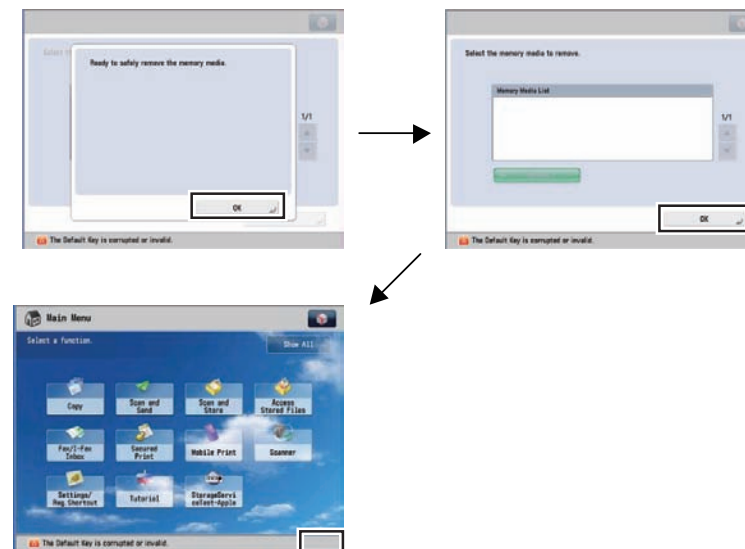 Ready to safely remove the memory media.
1/1
OK
The Default Key is corrupted or invalid.
Select the memory media to remove.
Memory Media List
1/1
OK
The Default Key is corrupted or invalid.
Main Menu
Select a function.
Show All
Copy
Scan and Send
Scan and Store
Access Stored Files
Fax/I-Fax Inbox
Secured Print
Mobile Print
Scanner
Settings/ Reg.Shortcut
Tutorial
StorageServi ceTest-Apple
The Default Key is corrupted or invalid.